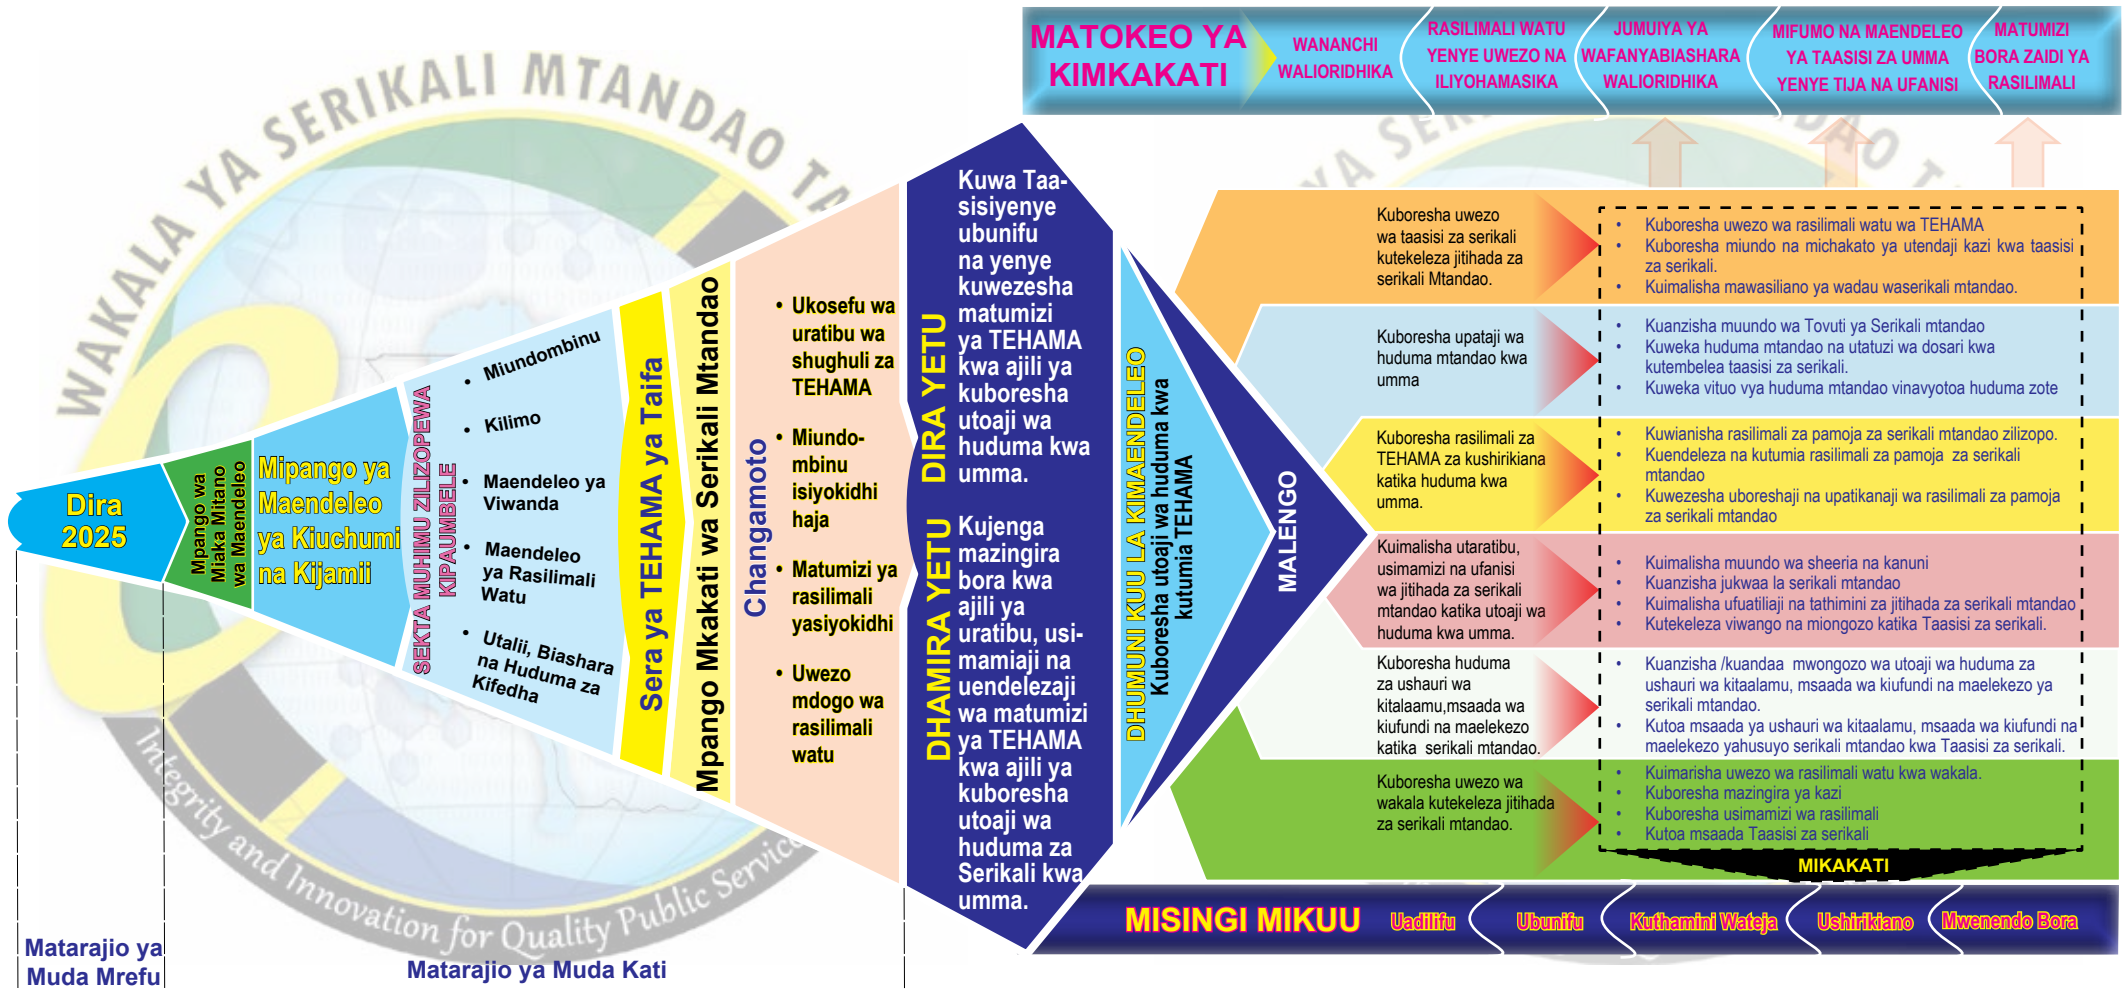 MATOKEO YA
KIMKAKATI
WANANCHI
WALIORIDHIKA
RASILIMALI WATU
YENYE UWEZO NA
ILIYOHAMASIKA
JUMUIYA YA
WAFANYABIASHARA
WALIORIDHIKA
MIFUMO NA MAENDELEO
YA TAASISI ZA UMMA
YENYE TIJA NA UFANISI
MATUMIZI
BORA ZAIDI YA
RASILIMALI
WAKALA YA SERIKALI MTANDAO TA
Integrity and Innovation for Quality Public Service
YA SERIKALI MTANDAO TA
Dira
2025
Mpango wa
Miaka Mitano
wa Maendeleo
Mipango ya
Maendeleo
ya Kiuchumi
na Kijamii
SEKTA MUHIMU ZILIZOPEWA
KIPAUMBELE
• Miundombinu
• Kilimo
• Maendeleo ya
Viwanda
• Maendeleo
ya Rasilimali
Watu
• Utalii, Biashara
na Huduma za
Kifedha
Sera ya TEHAMA ya Taifa
Mpango Mkakati wa Serikali Mtandao
Changamoto
• Ukosefu wa
uratibu wa
shughuli za
TEHAMA
• Miundo-
mbinu
isiyokidhi
haja
• Matumizi ya
rasilimali
yasiyokidhi
• Uwezo
mdogo wa
rasilimali
watu
DIRA YETU
Kuwa Taa-
sisiyenye
ubunifu
na yenye
kuwezesha
matumizi
ya TEHAMA
kwa ajili ya
kuboresha
utoaji wa
huduma kwa
umma.
DHAMIRA YETU
Kujenga
mazingira
bora kwa
ajili ya
uratibu, usi-
mamiaji na
uendelezaji
wa matumizi
ya TEHAMA
kwa ajili ya
kuboresha
utoaji wa
huduma za
Serikali kwa
umma.
DHUMUNI KUU LA KIMAENDELEO
Kuboresha utoaji wa huduma kwa
kutumia TEHAMA
MALENGO
Kuboresha uwezo
wa taasisi za serikali
kutekeleza jitihada za
serikali Mtandao.
• Kuboresha uwezo wa rasilimali watu wa TEHAMA
• Kuboresha miundo na michakato ya utendaji kazi kwa taasisi
za serikali.
• Kuimalisha mawasiliano ya wadau waserikali mtandao.
Kuboresha upataji wa
huduma mtandao kwa
umma
• Kuanzisha muundo wa Tovuti ya Serikali mtandao
• Kuweka huduma mtandao na utatuzi wa dosari kwa
kutembelea taasisi za serikali.
• Kuweka vituo vya huduma mtandao vinavyotoa huduma zote
Kuboresha rasilimali za
TEHAMA za kushirikiana
katika huduma kwa
umma.
• Kuwianisha rasilimali za pamoja za serikali mtandao zilizopo.
• Kuendeleza na kutumia rasilimali za pamoja za serikali
mtandao
• Kuwezesha uboreshaji na upatikanaji wa rasilimali za pamoja
za serikali mtandao
Kuimalisha utaratibu,
usimamizi na ufanisi
wa jitihada za serikali
mtandao katika utoaji wa
huduma kwa umma.
• Kuimalisha muundo wa sheeria na kanuni
• Kuanzisha jukwaa la serikali mtandao
• Kuimalisha ufuatiliaji na tathimini za jitihada za serikali mtandao
• Kutekeleza viwango na miongozo katika Taasisi za serikali.
Kuboresha huduma
za ushauri wa
kitalaamu,msaada wa
kiufundi na maelekezo
katika serikali mtandao.
• Kuanzisha /kuandaa mwongozo wa utoaji wa huduma za
ushauri wa kitaalamu, msaada wa kiufundi na maelekezo ya
serikali mtandao.
• Kutoa msaada ya ushauri wa kitaalamu, msaada wa kiufundi na
maelekezo yahusuyo serikali mtandao kwa Taasisi za serikali.
Kuboresha uwezo wa
wakala kutekeleza jitihada
za serikali mtandao.
• Kuimarisha uwezo wa rasilimali watu kwa wakala.
• Kuboresha mazingira ya kazi
• Kuboresha usimamizi wa rasilimali
• Kutoa msaada Taasisi za serikali
MIKAKATI
MISINGI MIKUU
Uadilifu
Ubunifu
Kuthamini Wateja
Ushirikiano
Mwenendo Bora
Matarajio ya
Muda Mrefu
Matarajio ya Muda Kati